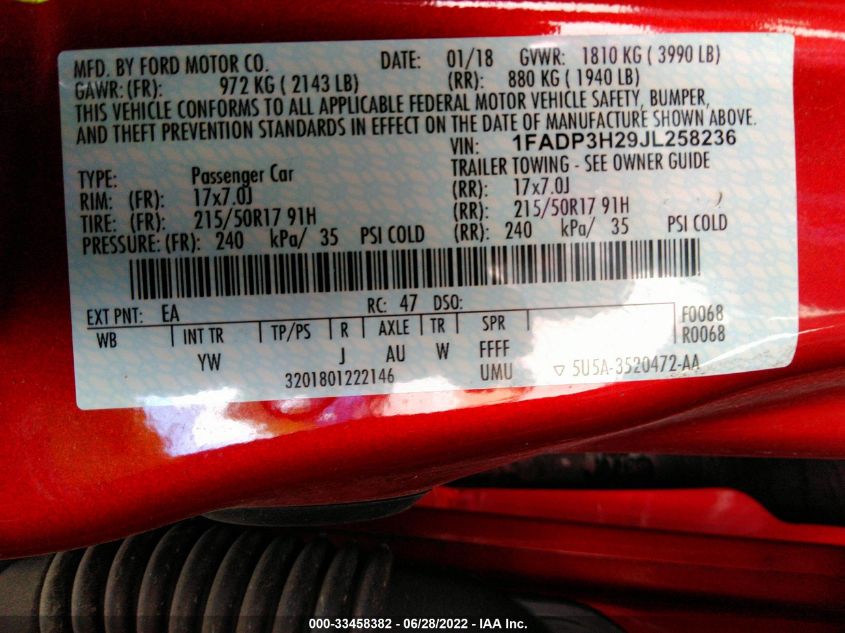 MFD. BY FORD MOTOR CO. DATE: 01/18 GVWR: 1810 KG ( 3990 LB)
GAWR: (FR): 972 KG ( 2143 LB) (RR): 880 KG ( 1940 LB)
THIS VEHICLE CONFORMS TO ALL APPLICABLE FEDERAL MOTOR VEHICLE SAFETY, BUMPER,
AND THEFT PREVENTION STANDARDS IN EFFECT ON THE DATE OF MANUFACTURE SHOWN ABOVE.
VIN: 1FADP3H29JL258236
TYPE: Passenger Car TRAILER TOWING - SEE OWNER GUIDE
RIM: (FR): 17x7.0J (RR): 17x7.0J
TIRE: (FR): 215/50R17 91H (RR): 215/50R17 91H
PRESSURE: (FR): 240 kPa/ 35 PSI COLD (RR): 240 kPa/ 35 PSI COLD
EXT PNT: EA RC: 47 DSO:
WB INT TR TP/PS R AXLE TR SPR F0068
YW J AU W FFFF R0068
3201801222146 UMU ▽ 5U5A-3520472-AA
000-33458382 - 06/28/2022 - IAA Inc.